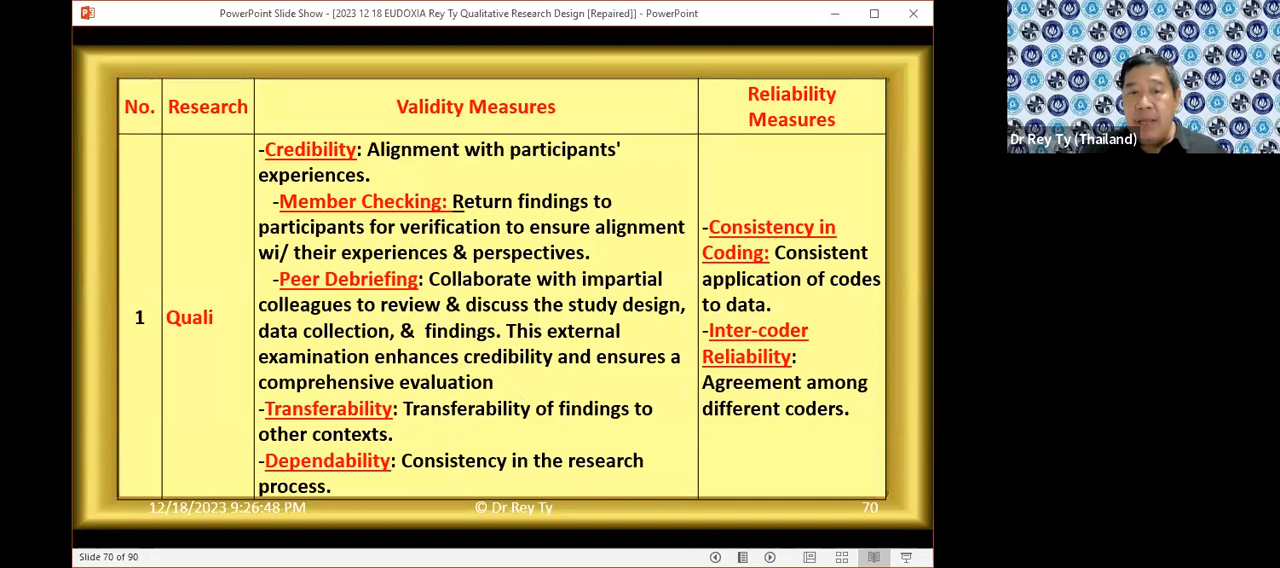 PowerPoint Slide Show - [2023 12 18 EUDOXIA Rey Ty Qualitative Research Design [Repaired]] - PowerPoint
No. Research Validity Measures Reliability
Measures
1 Quali
-Credibility: Alignment with participants'
experiences.
-Member Checking: Return findings to
participants for verification to ensure alignment
wi/ their experiences & perspectives.
-Peer Debriefing: Collaborate with impartial
colleagues to review & discuss the study design,
data collection, & findings. This external
examination enhances credibility and ensures a
comprehensive evaluation
-Transferability: Transferability of findings to
other contexts.
-Dependability: Consistency in the research
process.
-Consistency in
Coding: Consistent
application of codes
to data.
-Inter-coder
Reliability:
Agreement among
different coders.
12/18/2023 9:26:48 PM © Dr Rey Ty 70
Slide 70 of 90
Dr Rey Ty (Thailand)